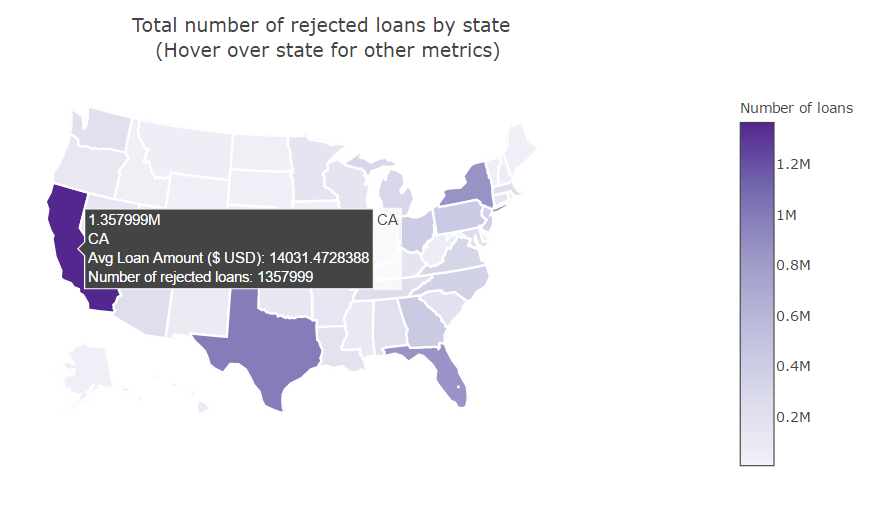 Total number of rejected loans by state
(Hover over state for other metrics)
Number of loans
1.2M
1M
0.8M
0.6M
0.4M
0.2M
1.357999M
CA
Avg Loan Amount ($ USD): 14031.4728388
Number of rejected loans: 1357999
CA